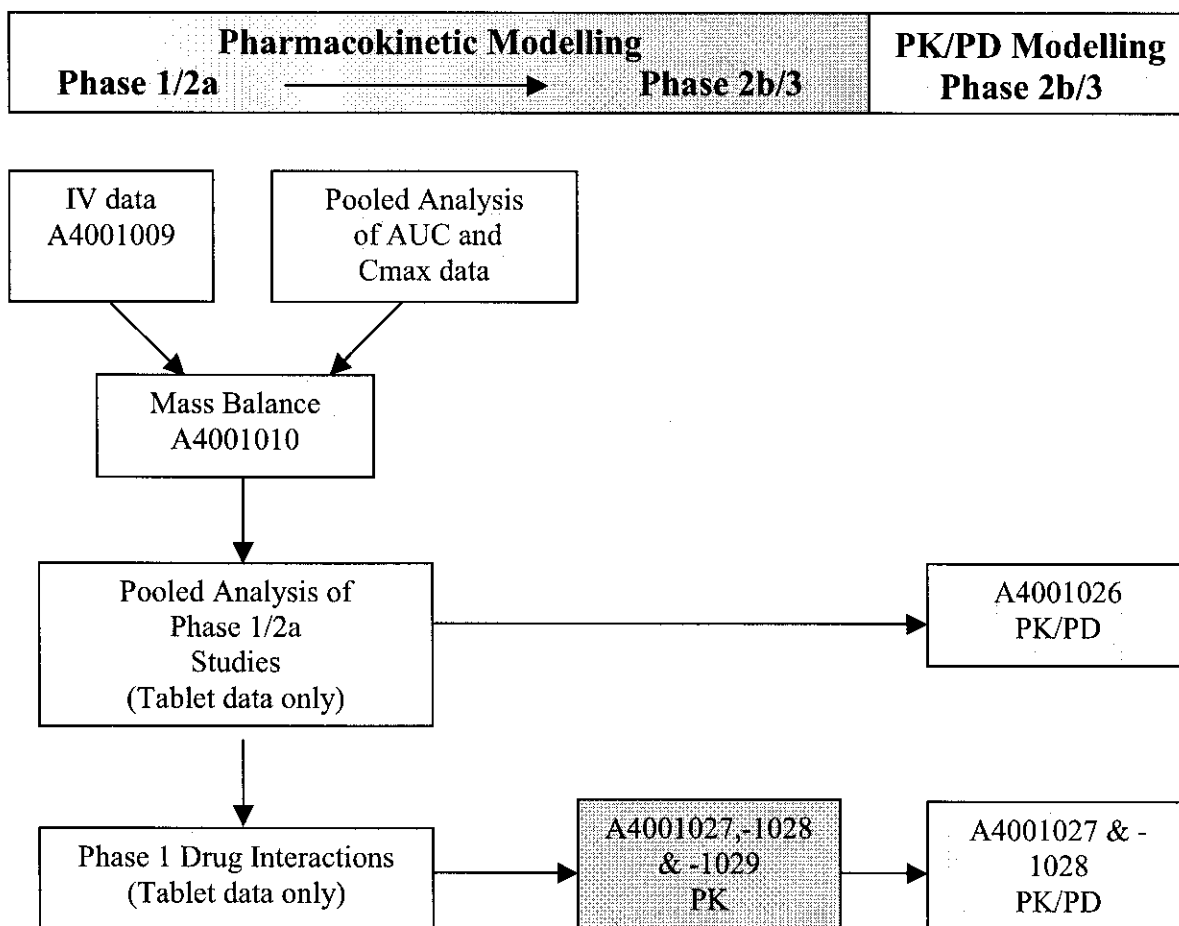 Pharmacokinetic Modelling
Phase 1/2a
Phase 2b/3
PK/PD Modelling
Phase 2b/3
IV data
A4001009
Pooled Analysis
of AUC and
Cmax data
Mass Balance
A4001010
Pooled Analysis of
Phase 1/2a
Studies
(Tablet data only)
A4001026
PK/PD
Phase 1 Drug Interactions
(Tablet data only)
A4001027,-1028
& -1029
PK
A4001027 & -
1028
PK/PD